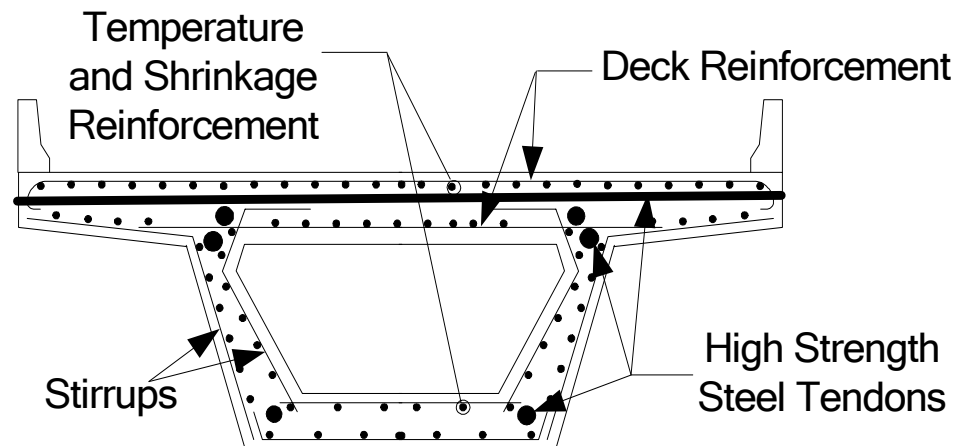 Temperature
and Shrinkage
Reinforcement
Deck Reinforcement
Stirrups
High Strength
Steel Tendons